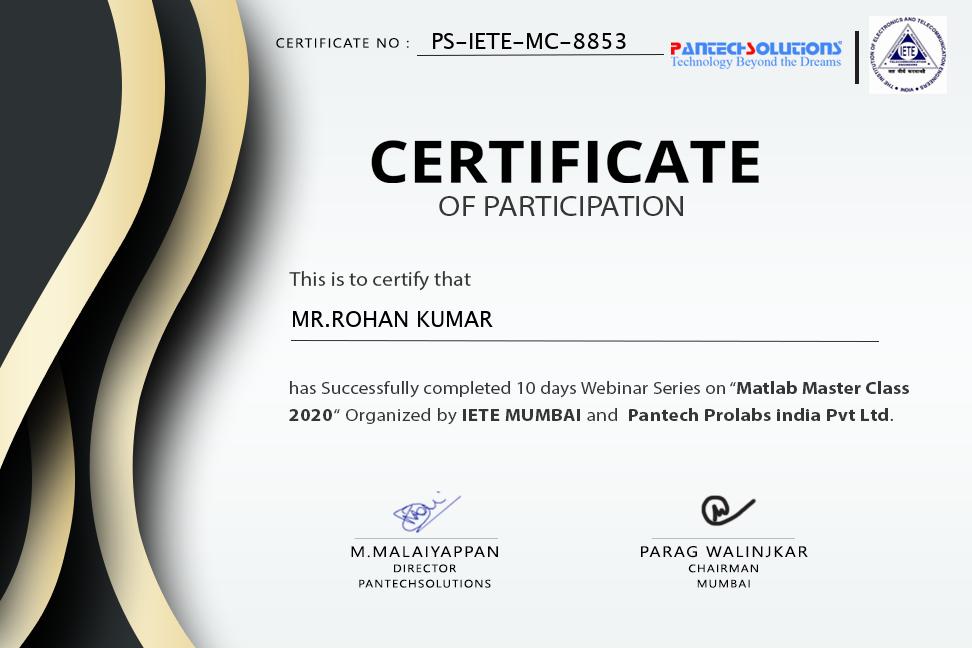 CERTIFICATE NO : PS-IETE-MC-8853
PANTECHSOLUTIONS
Technology Beyond the Dreams
THE INSTITUTION OF ELECTRONICS AND TELECOMMUNICATION ENGINEERS
INDIA
IETE
CERTIFICATE
OF PARTICIPATION
This is to certify that
MR.ROHAN KUMAR
has Successfully completed 10 days Webinar Series on “Matlab Master Class
2020“ Organized by IETE MUMBAI and Pantech Prolabs india Pvt Ltd.
M.MALAIYAPPAN
DIRECTOR
PANTECHSOLUTIONS
PARAG WALINJKAR
CHAIRMAN
MUMBAI